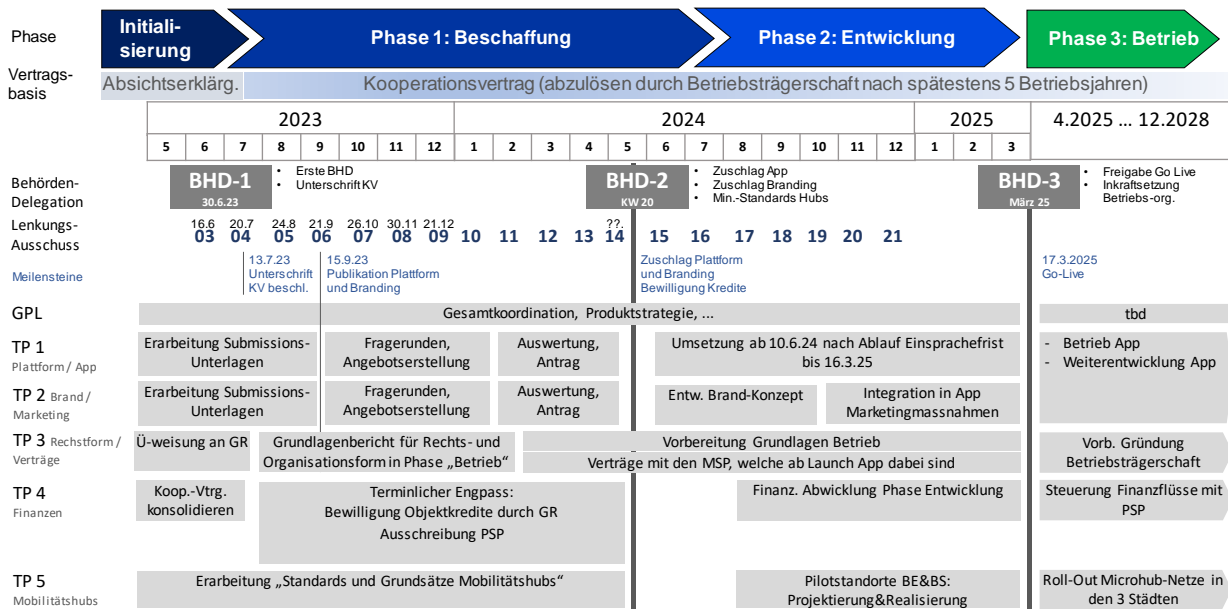 Phase
Initiali-
sierung
Phase 1: Beschaffung
Phase 2: Entwicklung
Phase 3: Betrieb
Vertrags-
basis
Absichtserklärg.
Kooperationsvertrag (abzulösen durch Betriebsträgerschaft nach spätestens 5 Betriebsjahren)
2023
2024
2025
4.2025 ... 12.2028
5 6 7 8 9 10 11 12 1 2 3 4 5 6 7 8 9 10 11 12 1 2 3
Behörden-
Delegation
BHD-1
30.6.23
• Erste BHD
• Unterschrift KV
BHD-2
KW 20
• Zuschlag App
• Zuschlag Branding
• Min.-Standards Hubs
BHD-3
März 25
• Freigabe Go Live
• Inkraftsetzung
Betriebs-org.
Lenkungs-
Ausschuss
16.6 20.7 24.8 21.9 26.10 30.11 21.12 ??.
03 04 05 06 07 08 09 10 11 12 13 14 15 16 17 18 19 20 21
Meilensteine
13.7.23
Unterschrift
KV beschl.
15.9.23
Publikation Plattform
und Branding
Zuschlag Plattform
und Branding
Bewilligung Kredite
17.3.2025
Go-Live
GPL
Gesamtkoordination, Produktstrategie, ...
tbd
TP 1
Plattform / App
Erarbeitung Submissions-
Unterlagen
Fragerunden,
Angebotserstellung
Auswertung,
Antrag
Umsetzung ab 10.6.24 nach Ablauf Einsprachefrist
bis 16.3.25
- Betrieb App
- Weiterentwicklung App
TP 2 Brand /
Marketing
Erarbeitung Submissions-
Unterlagen
Fragerunden,
Angebotserstellung
Auswertung,
Antrag
Entw. Brand-Konzept
Integration in App
Marketingmassnahmen
TP 3 Rechstform /
Verträge
Ü-weisung an GR
Grundlagenbericht für Rechts- und
Organisationsform in Phase „Betrieb"
Vorbereitung Grundlagen Betrieb
Verträge mit den MSP, welche ab Launch App dabei sind
Vorb. Gründung
Betriebsträgerschaft
TP 4
Finanzen
Koop.-Vtrg.
konsolidieren
Terminlicher Engpass:
Bewilligung Objektkredite durch GR
Ausschreibung PSP
Finanz. Abwicklung Phase Entwicklung
Steuerung Finanzflüsse mit
PSP
TP 5
Mobilitätshubs
Erarbeitung „Standards und Grundsätze Mobilitätshubs"
Pilotstandorte BE&BS:
Projektierung&Realisierung
Roll-Out Microhub-Netze in
den 3 Städten